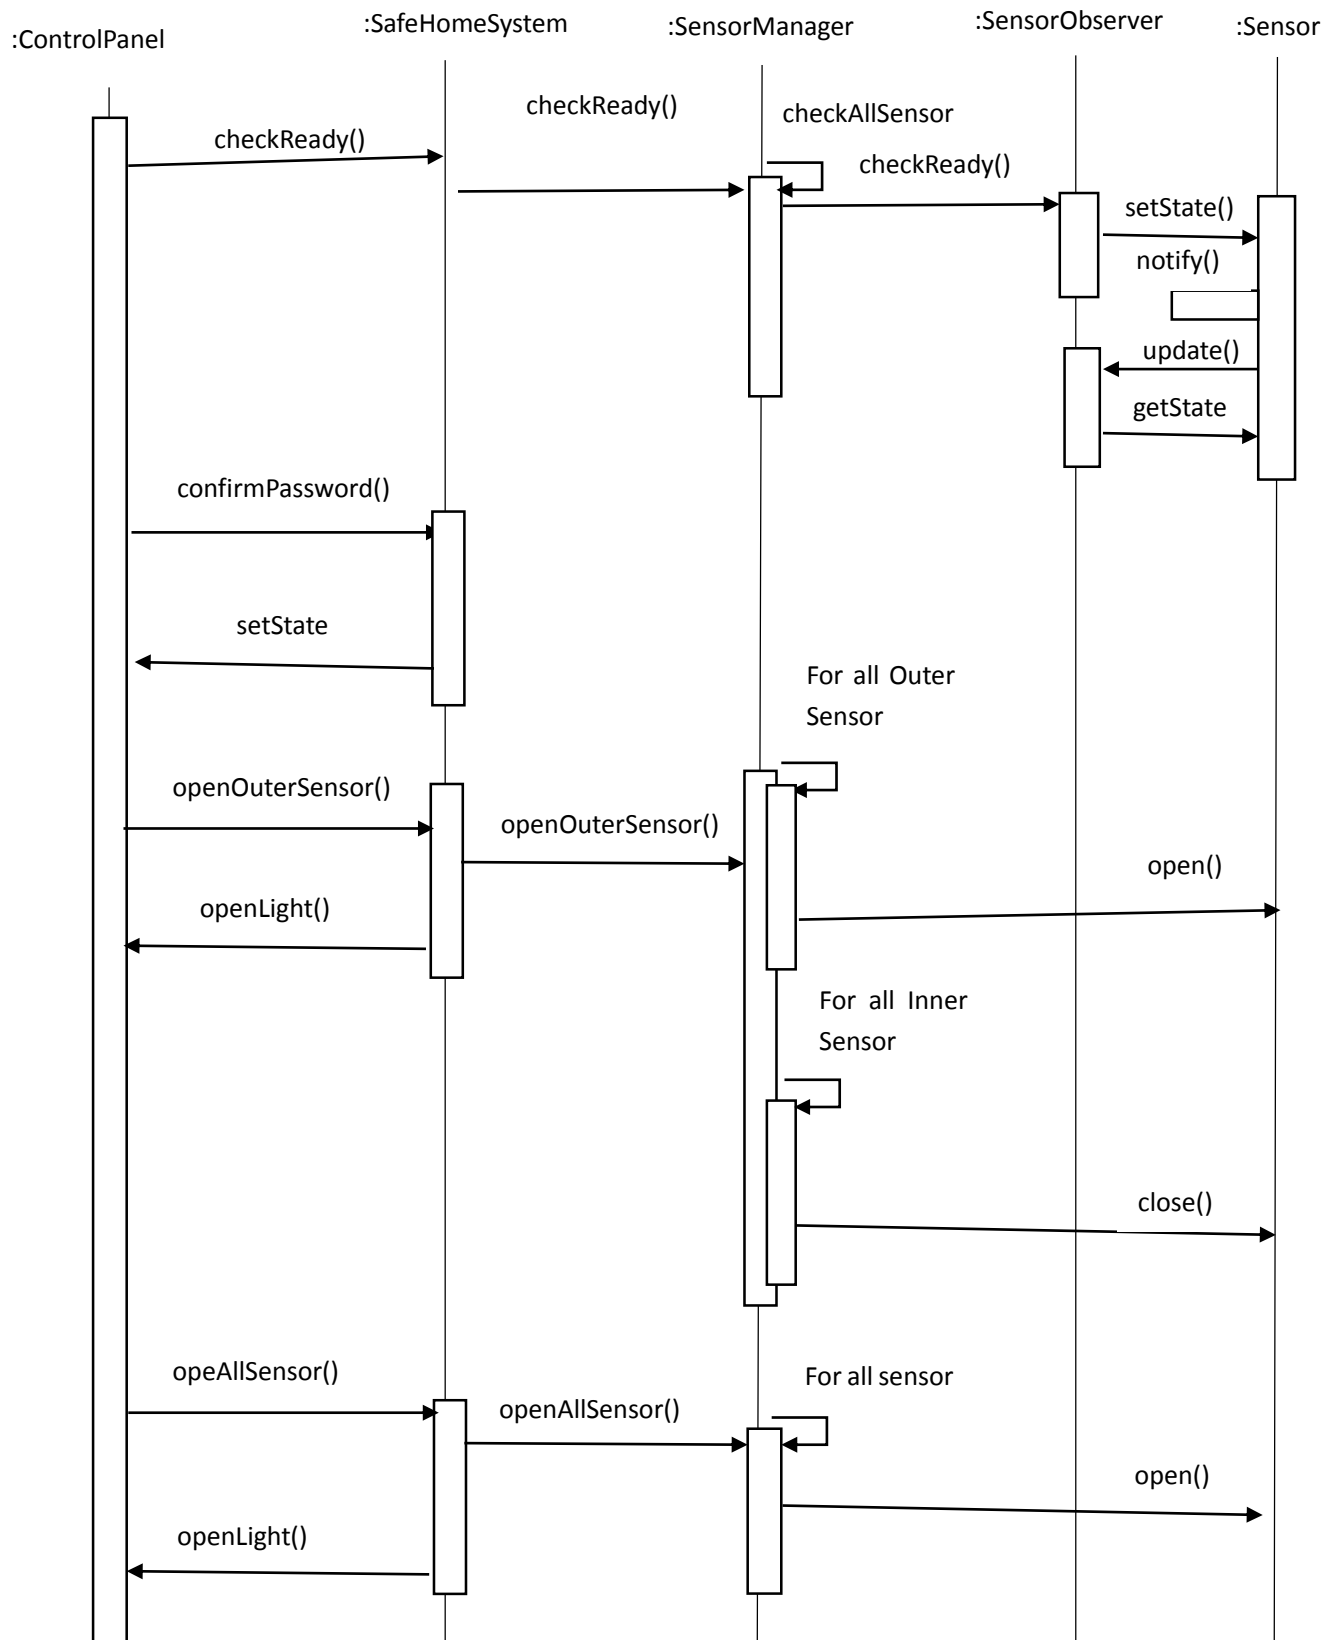 :ControlPanel
:SafeHomeSystem
:SensorManager
:SensorObserver
:Sensor
checkReady()
checkReady()
checkAllSensor
checkReady()
setState()
notify()
update()
getState
confirmPassword()
setState
For all Outer
Sensor
openOuterSensor()
openOuterSensor()
open()
openLight()
For all Inner
Sensor
close()
opeAllSensor()
openAllSensor()
For all sensor
open()
openLight()